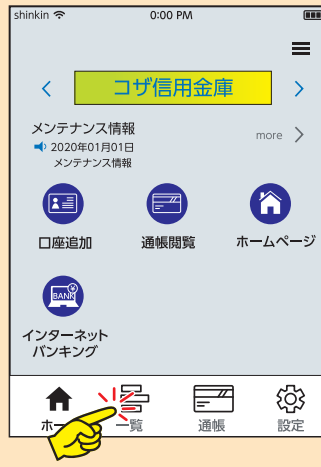 shinkin 0:00 PM
コザ信用金庫
メンテナンス情報
more
2020年01月01日
メンテナンス情報
口座追加 通帳閲覧 ホームページ
BANK ¥
インターネット
バンキング
ホー 一覧 通帳 設定